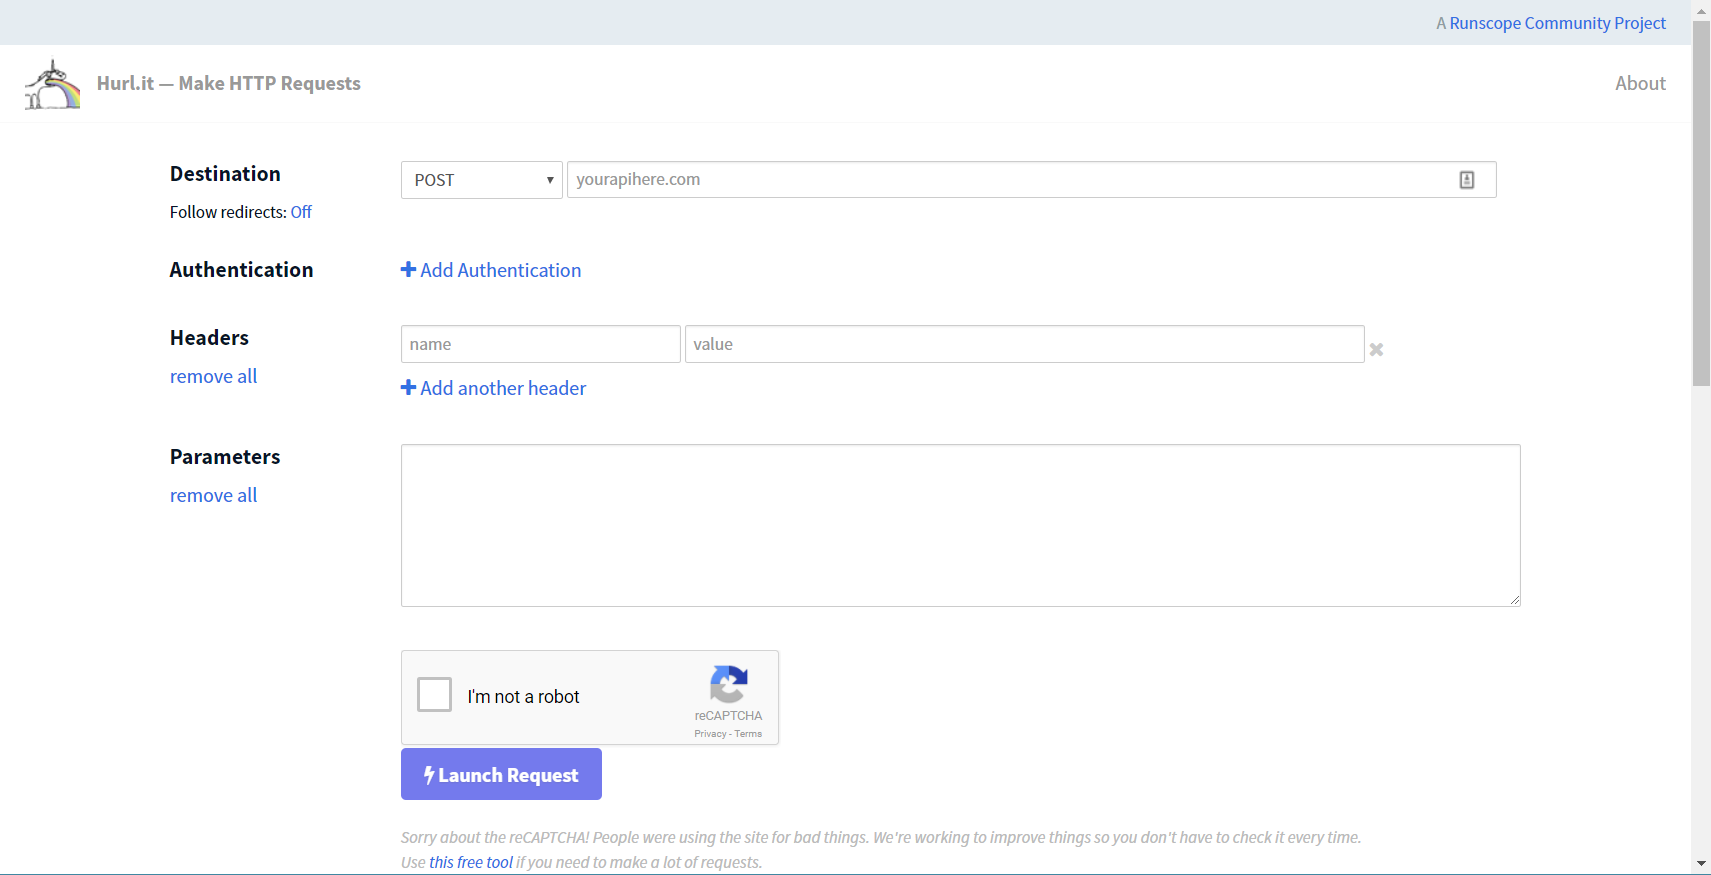 A Runscope Community Project
Hurl.it — Make HTTP Requests
About
Destination
POST
yourapihere.com
Follow redirects: Off
Authentication
Add Authentication
Headers
name
value
remove all
Add another header
Parameters
remove all
I'm not a robot
reCAPTCHA
Privacy - Terms
Launch Request
Sorry about the reCAPTCHA! People were using the site for bad things. We're working to improve things so you don't have to check it every time.
Use this free tool if you need to make a lot of requests.